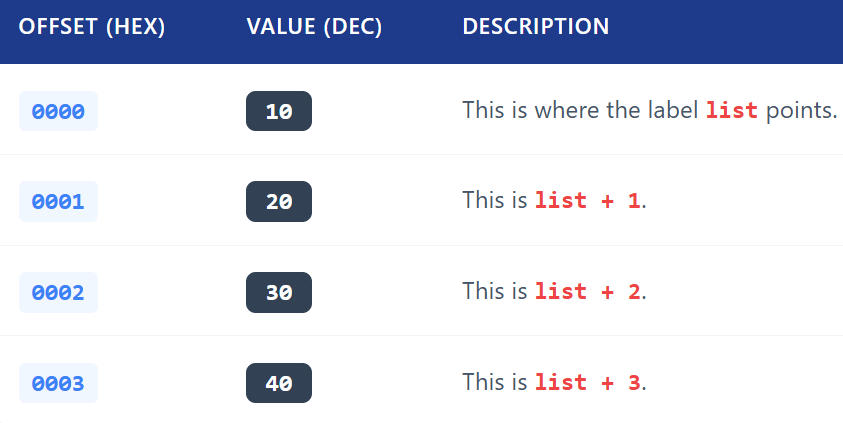 OFFSET (HEX) VALUE (DEC) DESCRIPTION
0000 10 This is where the label list points.
0001 20 This is list + 1.
0002 30 This is list + 2.
0003 40 This is list + 3.